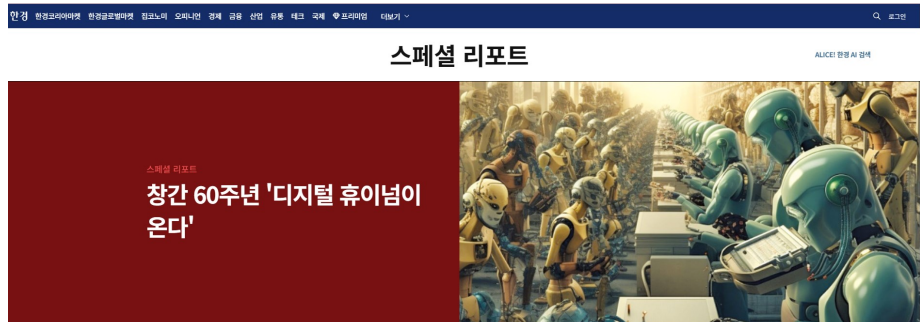 한경 한경코리아마켓 한경글로벌마켓 집코노미 오피니언 경제 금융 산업 유통 테크 국제 프리미엄 더보기 로그인
스페셜 리포트
ALICE! 한경 AI 검색
스페셜 리포트
창간 60주년 '디지털 휴이넘이
온다'